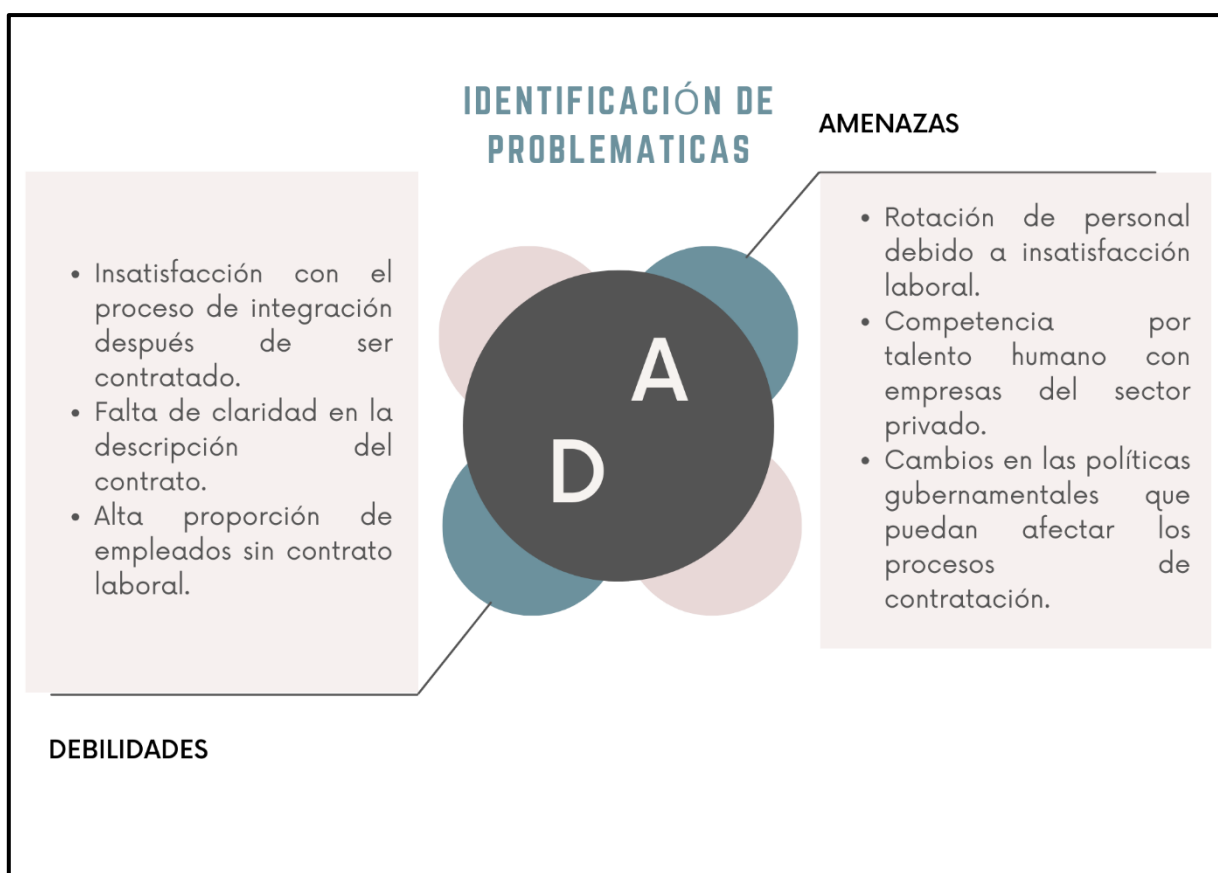 IDENTIFICACIÓN DE
PROBLEMATICAS
AMENAZAS
• Insatisfacción con el
proceso de integración
después de ser
contratado.
• Falta de claridad en la
descripción del
contrato.
• Alta proporción de
empleados sin contrato
laboral.
A
D
• Rotación de personal
debido a insatisfacción
laboral.
• Competencia por
talento humano con
empresas del sector
privado.
• Cambios en las políticas
gubernamentales que
puedan afectar los
procesos de
contratación.
DEBILIDADES